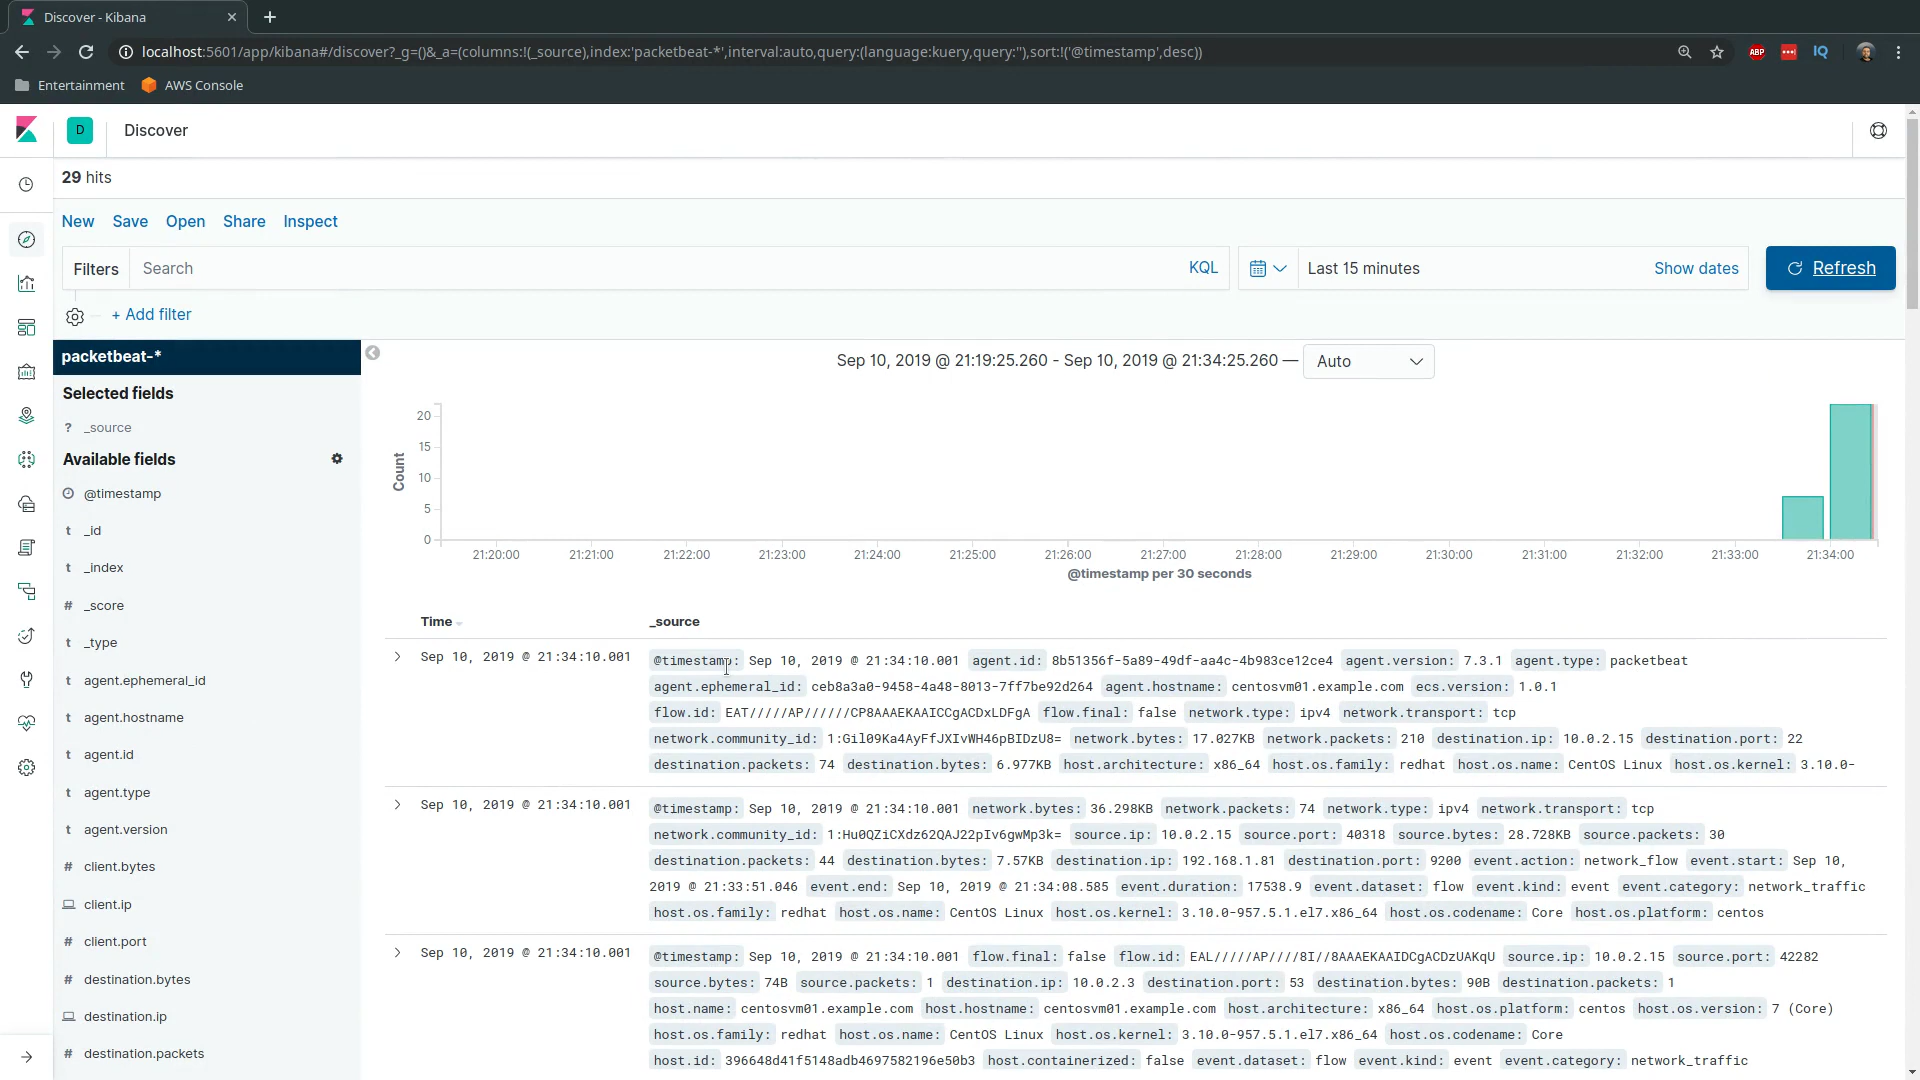 Discover - Kibana
localhost:5601/app/kibana#/discover?_g=()&_a=(columns:!(_source),index:'packetbeat-*',interval:auto,query:(language:kuery,query:''),sort:!('@timestamp',desc))
ABP
IQ
Entertainment
AWS Console
D
Discover
29 hits
New Save Open Share Inspect
Filters Search KQL
Last 15 minutes Show dates
Refresh
+ Add filter
packetbeat-*
Selected fields
? _source
Available fields
@timestamp
t _id
t _index
# _score
t _type
t agent.ephemeral_id
t agent.hostname
t agent.id
t agent.type
t agent.version
# client.bytes
client.ip
# client.port
# destination.bytes
destination.ip
# destination.packets
Sep 10, 2019 @ 21:19:25.260 - Sep 10, 2019 @ 21:34:25.260 — Auto
Count
20
15
10
5
0
21:20:00 21:21:00 21:22:00 21:23:00 21:24:00 21:25:00 21:26:00 21:27:00 21:28:00 21:29:00 21:30:00 21:31:00 21:32:00 21:33:00 21:34:00
@timestamp per 30 seconds
Time _source
Sep 10, 2019 @ 21:34:10.001
@timestamp: Sep 10, 2019 @ 21:34:10.001 agent.id: 8b51356f-5a89-49df-aa4c-4b983ce12ce4 agent.version: 7.3.1 agent.type: packetbeat
agent.ephemeral_id: ceb8a3a0-9458-4a48-8013-7ff7be92d264 agent.hostname: centosvm01.example.com ecs.version: 1.0.1
flow.id: EAT/////AP//////CP8AAAEKAAICCgACDxLDFgA flow.final: false network.type: ipv4 network.transport: tcp
network.community_id: 1:Gil09Ka4AyFfJXIvWH46pBIDzU8= network.bytes: 17.027KB network.packets: 210 destination.ip: 10.0.2.15 destination.port: 22
destination.packets: 74 destination.bytes: 6.977KB host.architecture: x86_64 host.os.family: redhat host.os.name: CentOS Linux host.os.kernel: 3.10.0-
Sep 10, 2019 @ 21:34:10.001
@timestamp: Sep 10, 2019 @ 21:34:10.001 network.bytes: 36.298KB network.packets: 74 network.type: ipv4 network.transport: tcp
network.community_id: 1:Hu0QZiCXdz62QAJ22pIv6gwMp3k= source.ip: 10.0.2.15 source.port: 40318 source.bytes: 28.728KB source.packets: 30
destination.packets: 44 destination.bytes: 7.57KB destination.ip: 192.168.1.81 destination.port: 9200 event.action: network_flow event.start: Sep 10,
2019 @ 21:33:51.046 event.end: Sep 10, 2019 @ 21:34:08.585 event.duration: 17538.9 event.dataset: flow event.kind: event event.category: network_traffic
host.os.family: redhat host.os.name: CentOS Linux host.os.kernel: 3.10.0-957.5.1.el7.x86_64 host.os.codename: Core host.os.platform: centos
Sep 10, 2019 @ 21:34:10.001
@timestamp: Sep 10, 2019 @ 21:34:10.001 flow.final: false flow.id: EAL/////AP////8I//8AAAEKAAIDCgACDzUAKqU source.ip: 10.0.2.15 source.port: 42282
source.bytes: 74B source.packets: 1 destination.ip: 10.0.2.3 destination.port: 53 destination.bytes: 90B destination.packets: 1
host.name: centosvm01.example.com host.hostname: centosvm01.example.com host.architecture: x86_64 host.os.platform: centos host.os.version: 7 (Core)
host.os.family: redhat host.os.name: CentOS Linux host.os.kernel: 3.10.0-957.5.1.el7.x86_64 host.os.codename: Core
host.id: 396648d41f5148adb4697582196e50b3 host.containerized: false event.dataset: flow event.kind: event event.category: network_traffic